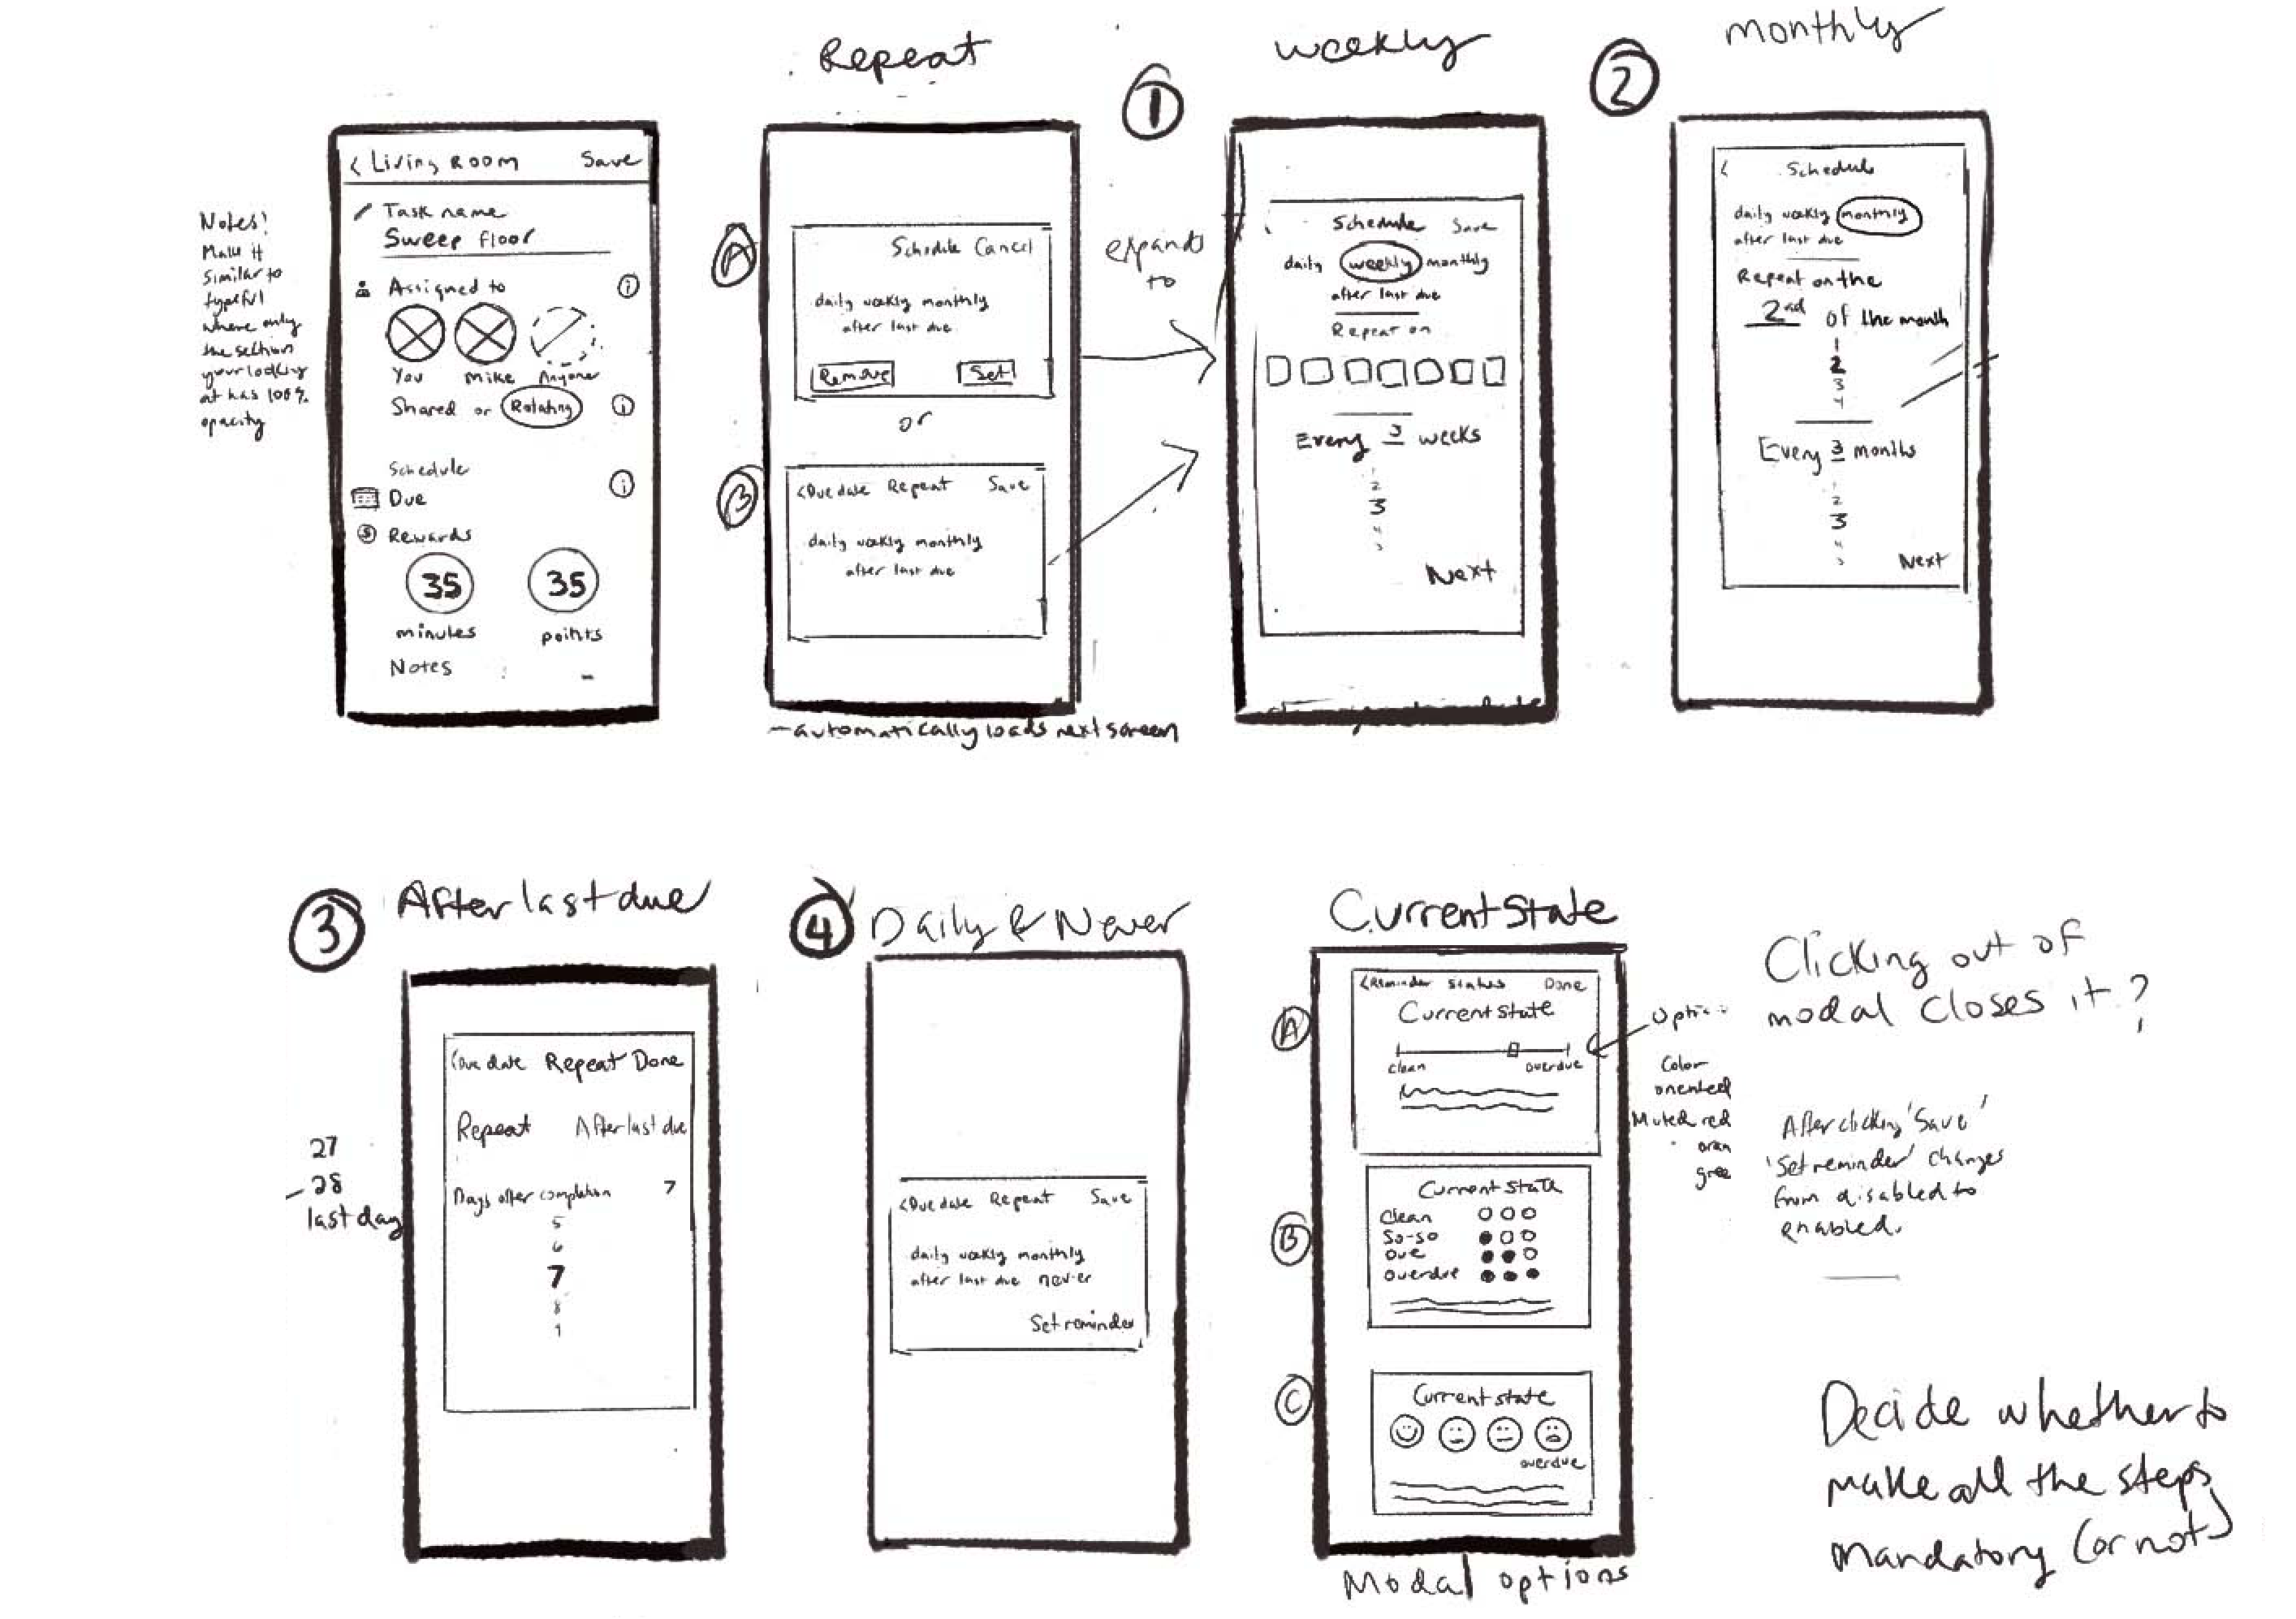 Repeat
① weekly
② monthly
Notes!
Make it
similar to
typeful
where only
the section
your looking
at has 100%
opacity
< Living Room Save
Task name
Sweep floor
Assigned to i
You Mike Anyone
Shared or Rotating i
Schedule
Due i
$ Rewards
35 35
minutes points
Notes
A
Schedule Cancel
daily weekly monthly
after last due
Remove Set
or
B
< Due date Repeat Save
daily weekly monthly
after last due
- automatically loads next screen
expands
to
Schedule Save
daily weekly monthly
after last due
Repeat on
Every 3 weeks
1
2
3
4
5
Next
< Schedule
daily weekly monthly
after last due
Repeat on the
2nd of the month
1
2
3
4
Every 3 months
1
2
3
4
5
Next
③ After last due
27
- 28
last day
< Due date Repeat Done
Repeat After last due
Days after completion 7
5
6
7
8
9
④ Daily & Never
< Due date Repeat Save
daily weekly monthly
after last due never
Set reminder
Current State
A
< Reminder Status Done
Current State
clean overdue
B
Current State
Clean
So-so
Due
Overdue
C
Current state
overdue
Modal options
Color
oriented
Muted red
oran
gree
Clicking out of
modal closes it?
After clicking 'Save'
'Set reminder' changes
from disabled to
enabled.
Decide whether to
make all the steps
mandatory (or not)